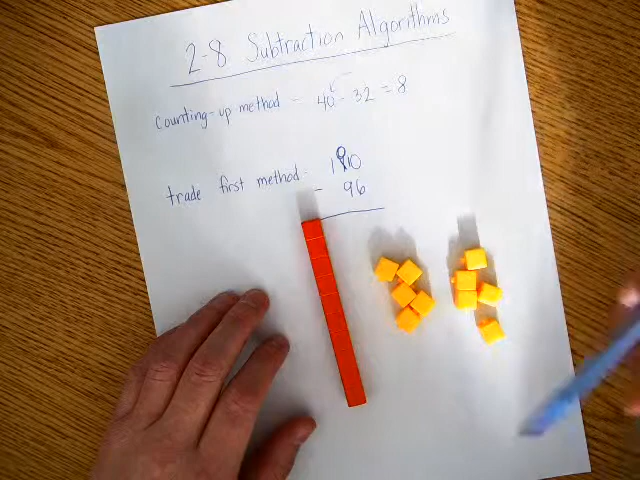 2-8 Subtraction Algorithms
Counting-up method - 40 - 32 = 8
trade first method -
- 96